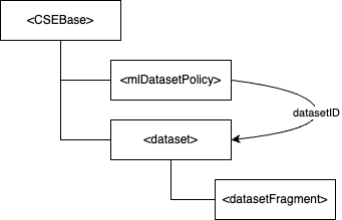 <CSEBase>
<mlDatasetPolicy>
datasetID
<dataset>
<datasetFragment>